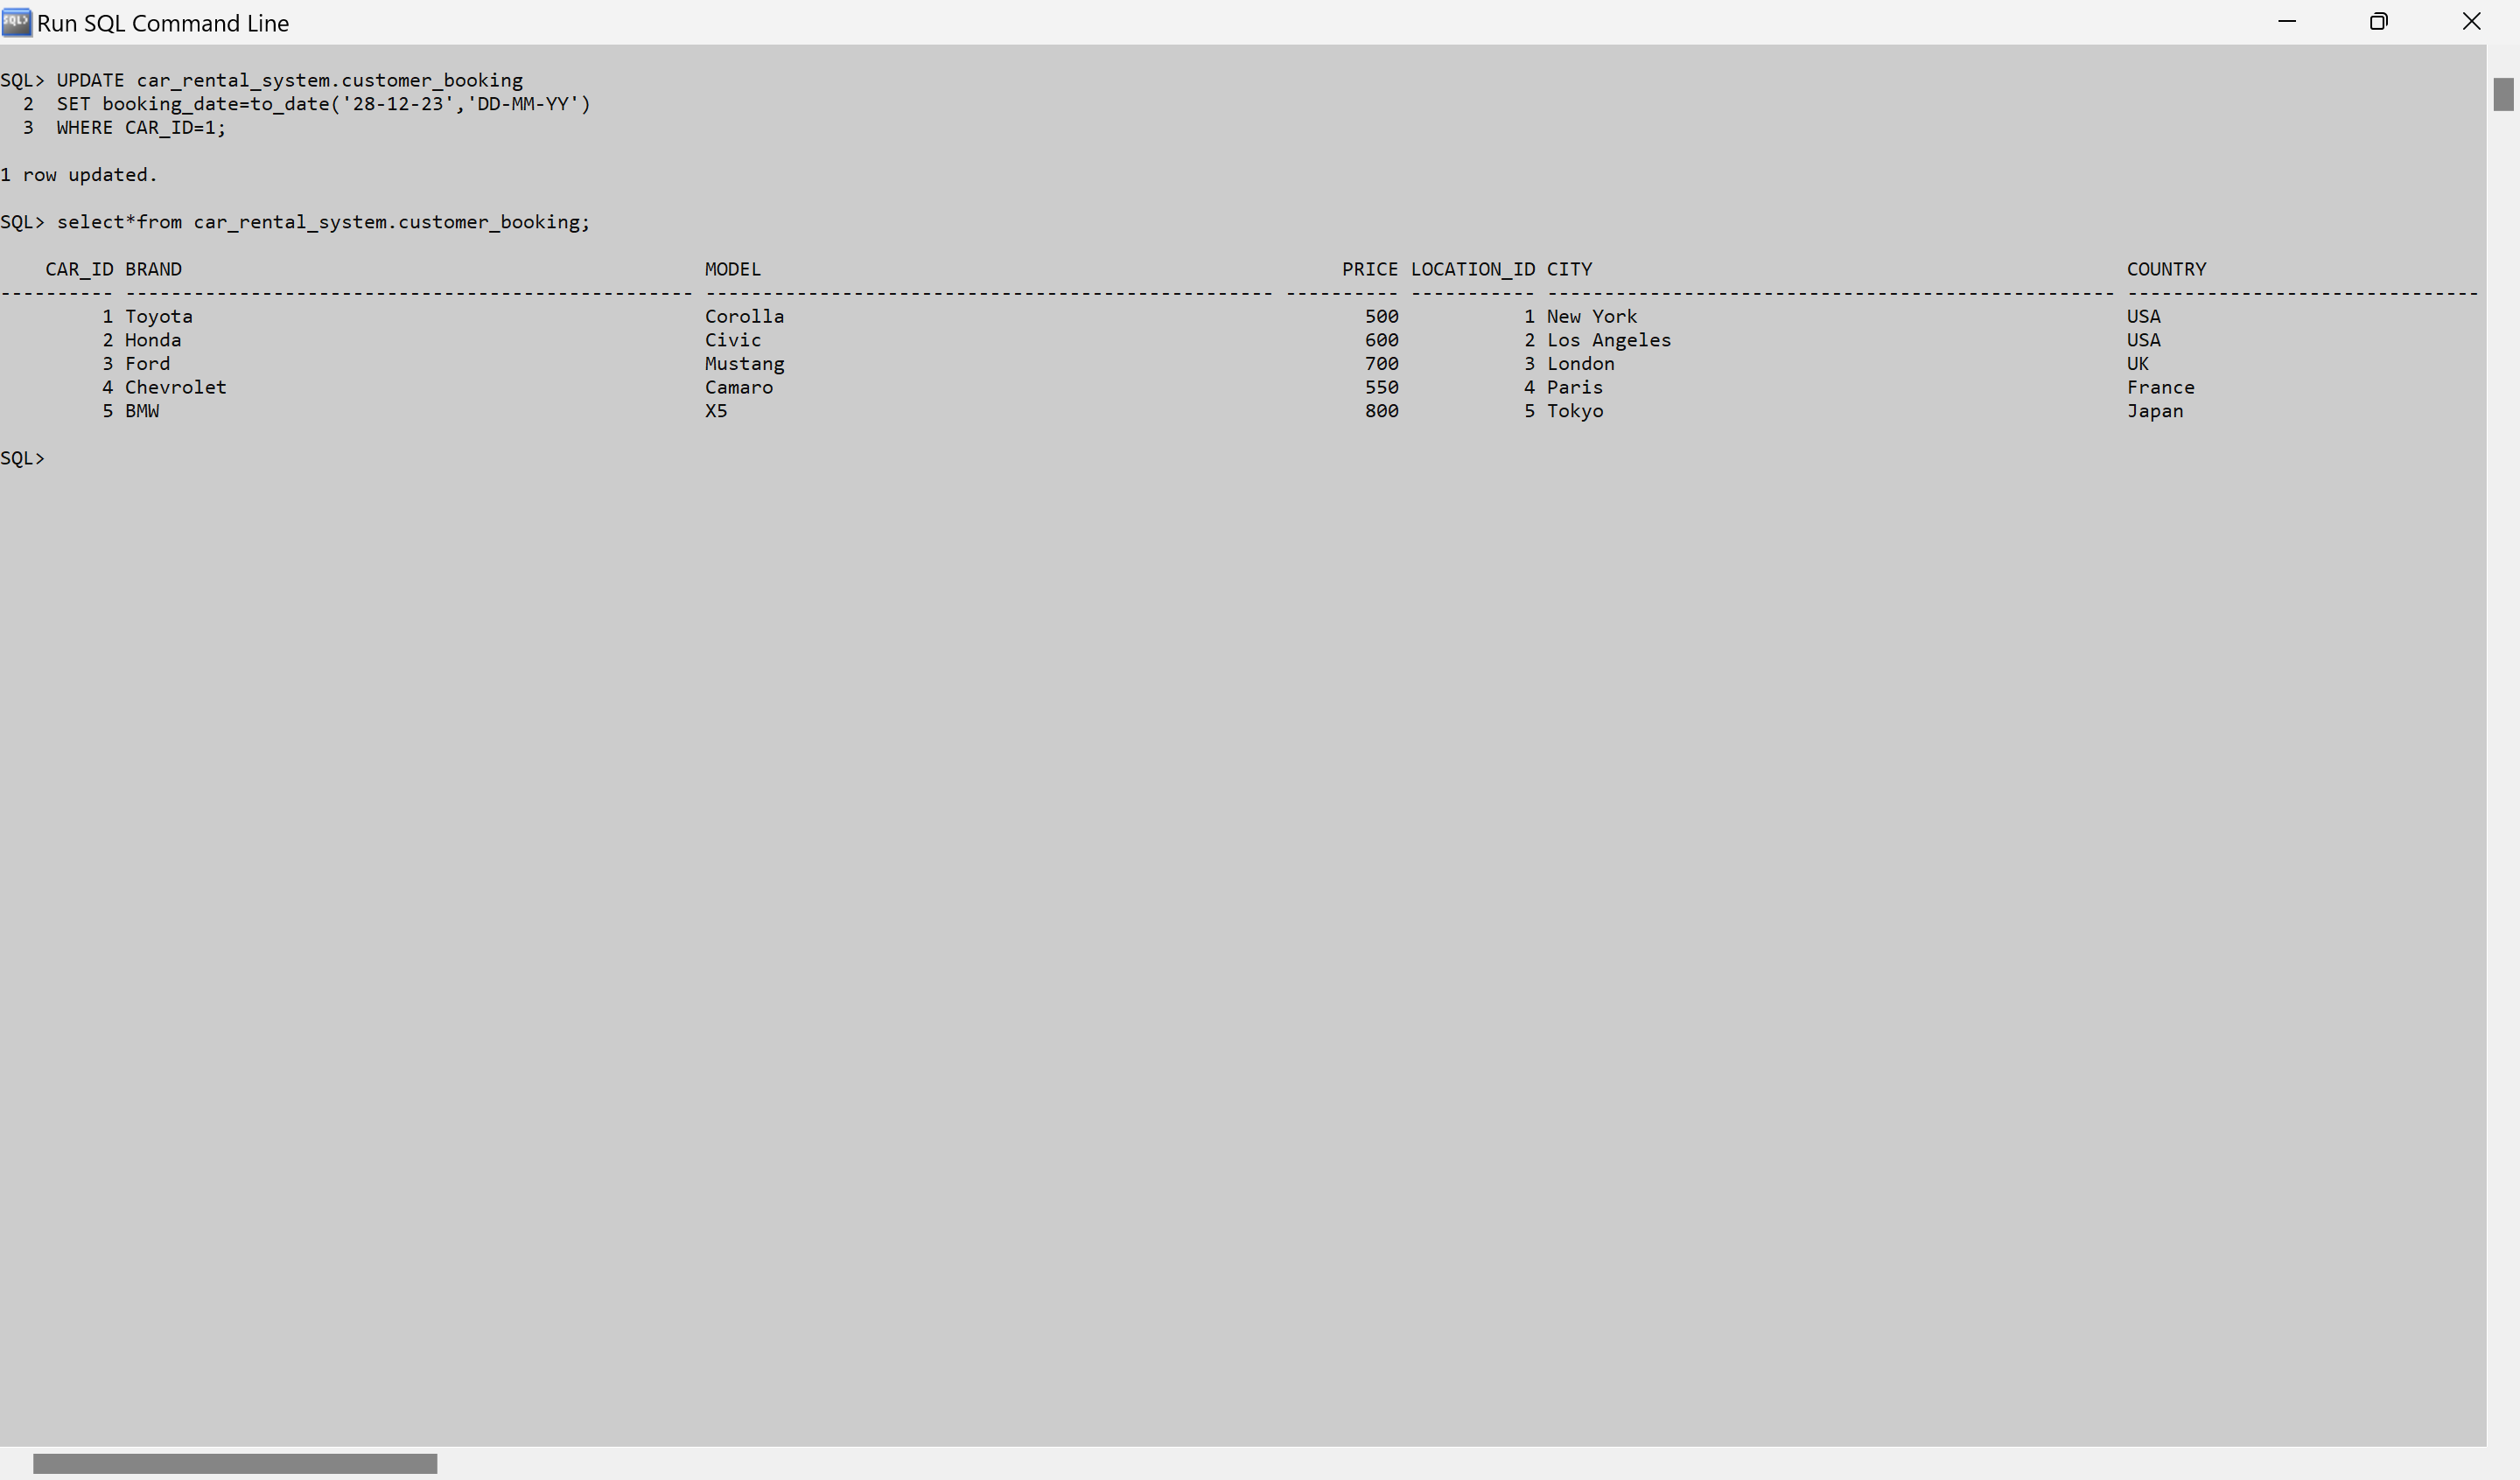 SQL> Run SQL Command Line
SQL> UPDATE car_rental_system.customer_booking
2 SET booking_date=to_date('28-12-23','DD-MM-YY')
3 WHERE CAR_ID=1;
1 row updated.
SQL> select*from car_rental_system.customer_booking;
CAR_ID BRAND MODEL PRICE LOCATION_ID CITY COUNTRY
---------- -------------------------------------------------- -------------------------------------------------- ---------- ----------- -------------------------------------------------- -------------------------------
1 Toyota Corolla 500 1 New York USA
2 Honda Civic 600 2 Los Angeles USA
3 Ford Mustang 700 3 London UK
4 Chevrolet Camaro 550 4 Paris France
5 BMW X5 800 5 Tokyo Japan
SQL>